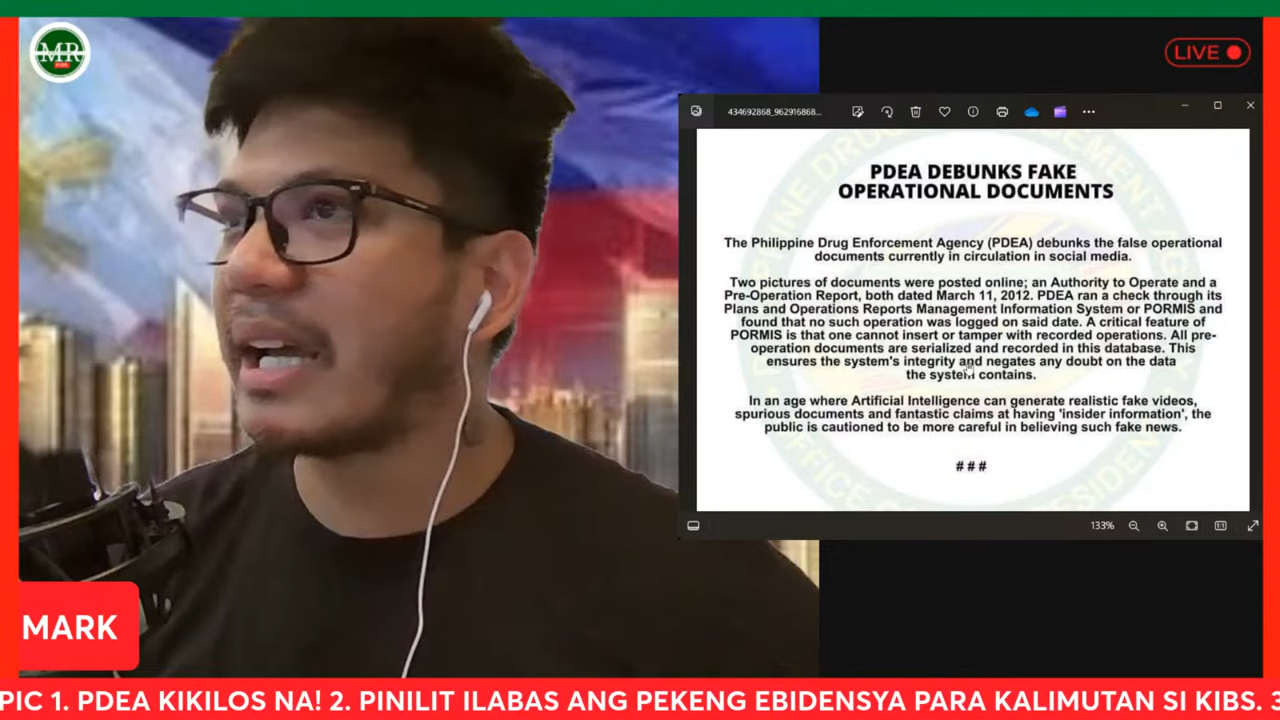 MR
LIVE
434692868_962916868...
PDEA DEBUNKS FAKE
OPERATIONAL DOCUMENTS
The Philippine Drug Enforcement Agency (PDEA) debunks the false operational
documents currently in circulation in social media.
Two pictures of documents were posted online; an Authority to Operate and a
Pre-Operation Report, both dated March 11, 2012. PDEA ran a check through its
Plans and Operations Reports Management Information System or PORMIS and
found that no such operation was logged on said date. A critical feature of
PORMIS is that one cannot insert or tamper with recorded operations. All pre-
operation documents are serialized and recorded in this database. This
ensures the system's integrity and negates any doubt on the data
the system contains.
In an age where Artificial Intelligence can generate realistic fake videos,
spurious documents and fantastic claims at having 'insider information', the
public is cautioned to be more careful in believing such fake news.
# # #
133%
MARK
PIC 1. PDEA KIKILOS NA! 2. PINILIT ILABAS ANG PEKENG EBIDENSYA PARA KALIMUTAN SI KIBS. 3